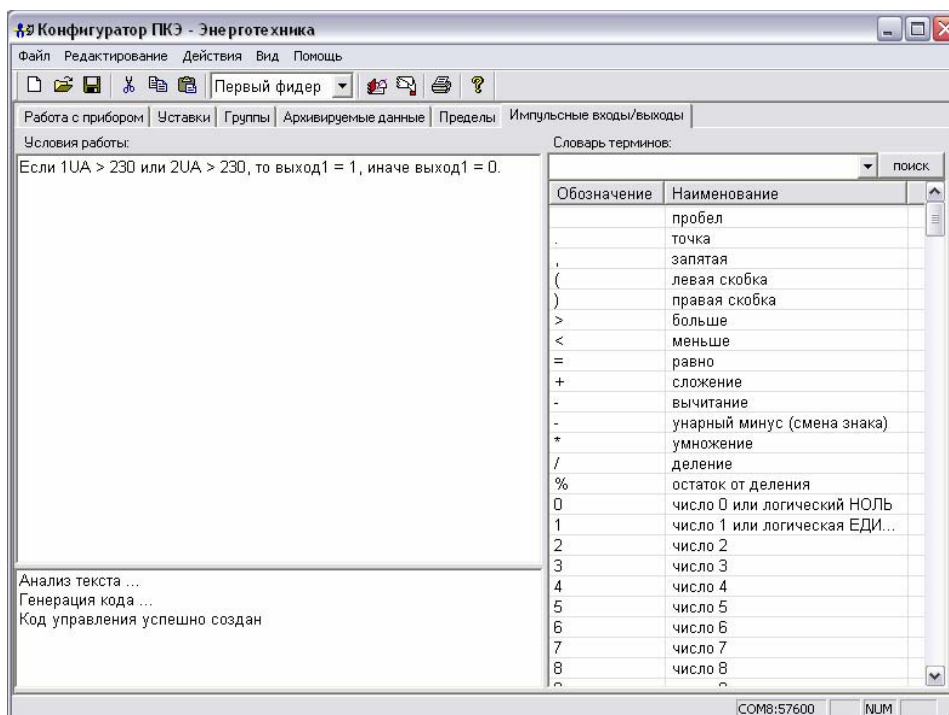 Конфигуратор ПКЭ - Энерготехника
Файл Редактирование Действия Вид Помощь
Первый фидер
Работа с прибором Уставки Группы Архивируемые данные Пределы Импульсные входы/выходы
Условия работы:
Если 1UA > 230 или 2UA > 230, то выход1 = 1, иначе выход1 = 0.
Анализ текста ...
Генерация кода ...
Код управления успешно создан
Словарь терминов:
поиск
Обозначение Наименование
пробел
. точка
, запятая
( левая скобка
) правая скобка
> больше
< меньше
= равно
+ сложение
- вычитание
- унарный минус (смена знака)
* умножение
/ деление
% остаток от деления
0 число 0 или логический НОЛЬ
1 число 1 или логическая ЕДИ...
2 число 2
3 число 3
4 число 4
5 число 5
6 число 6
7 число 7
8 число 8
COM8:57600 NUM